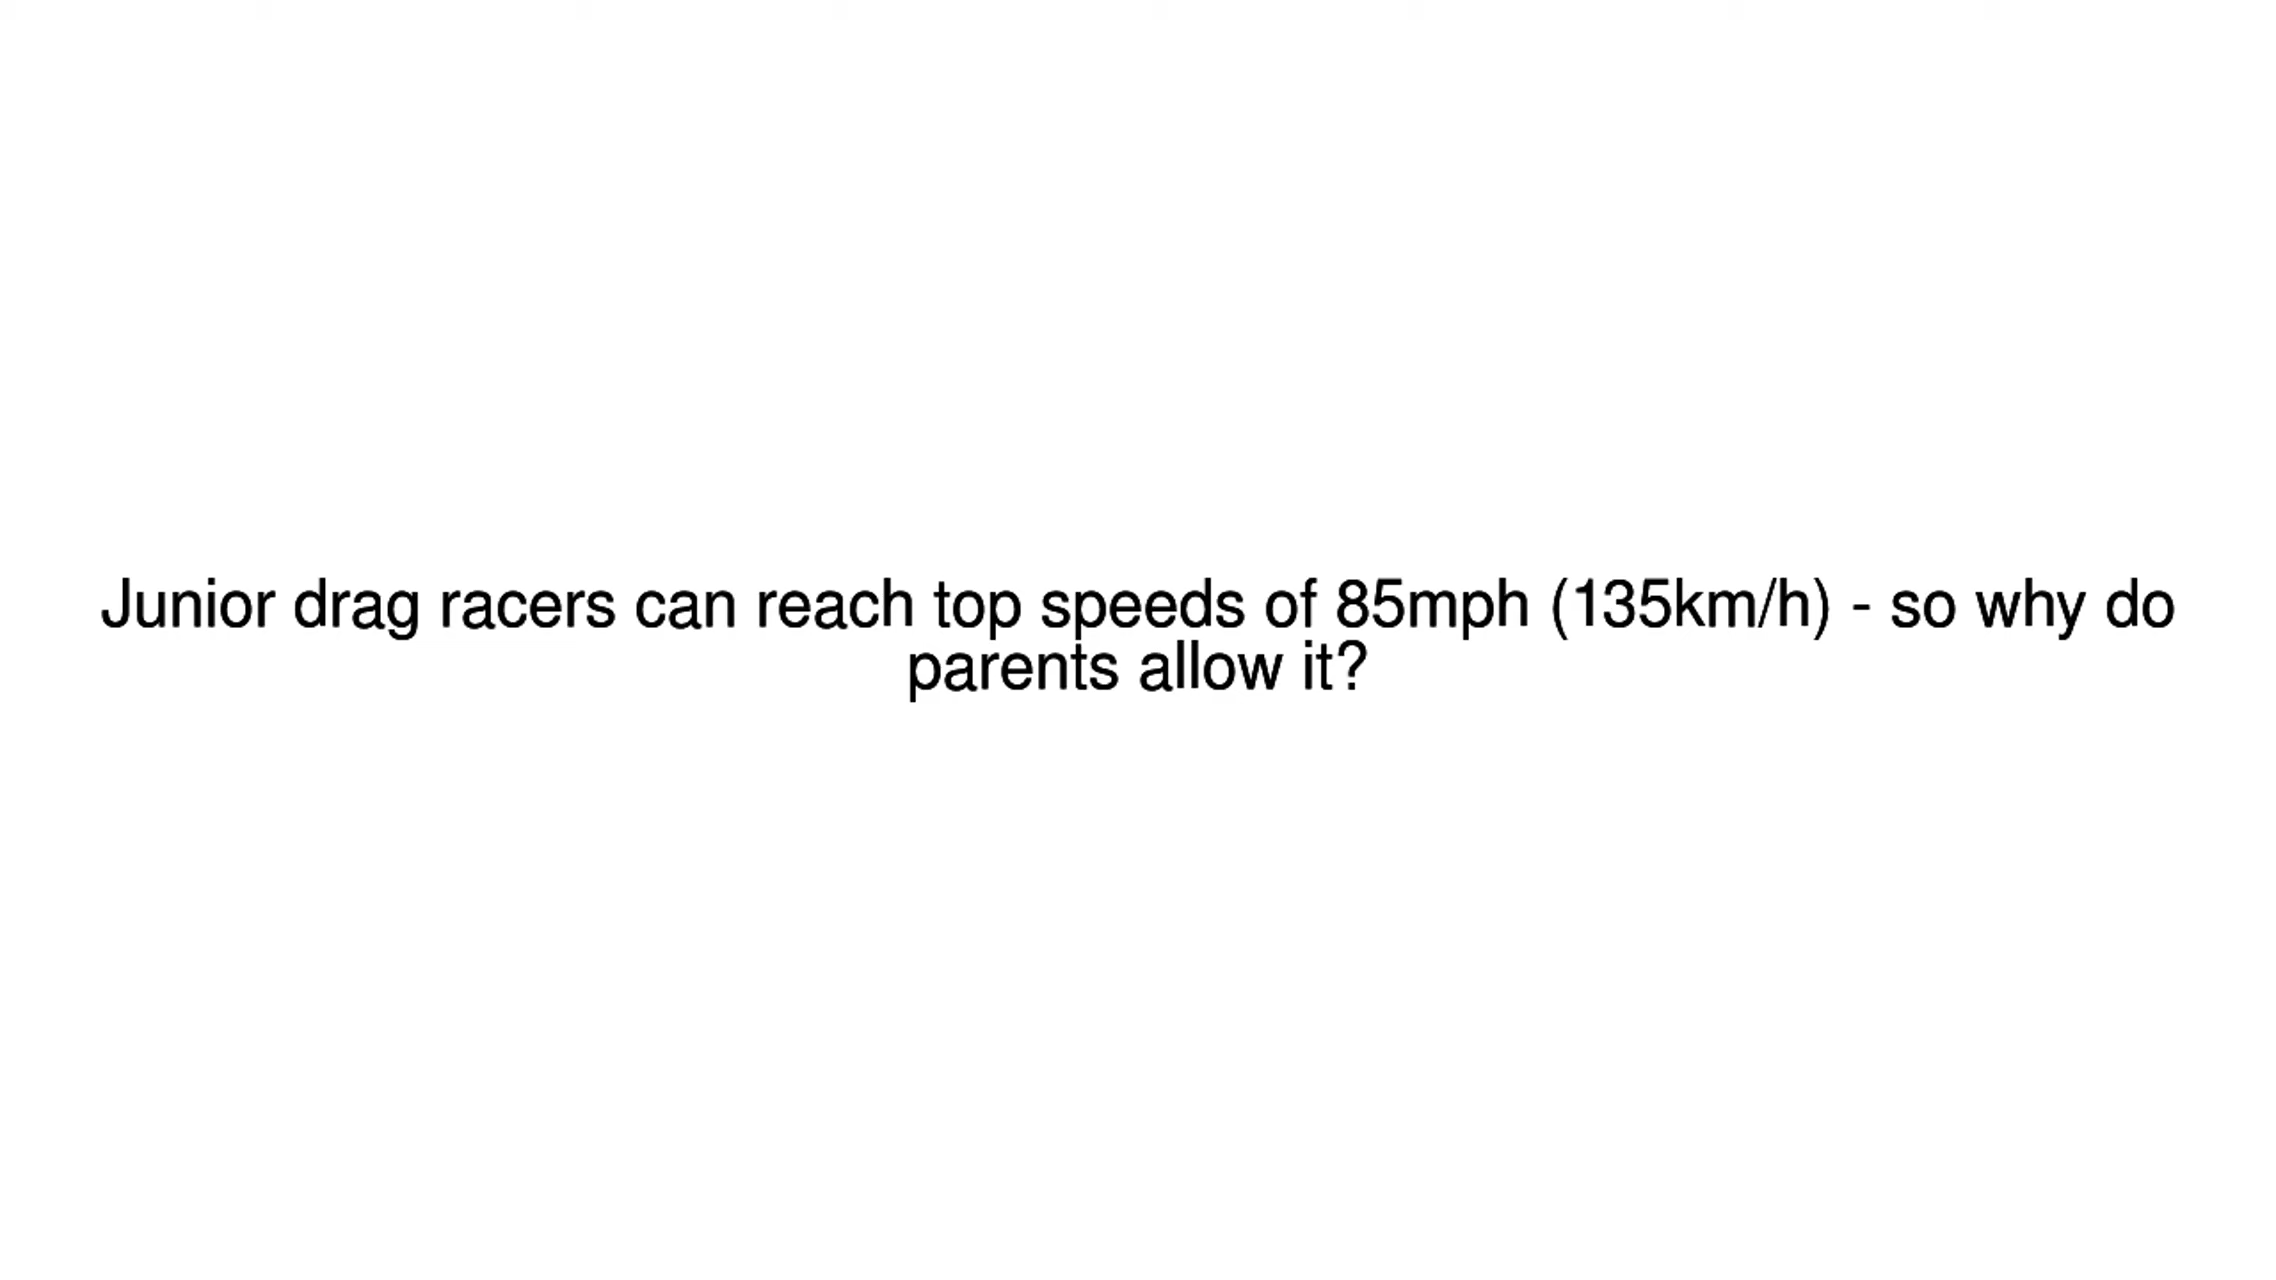 Junior drag racers can reach top speeds of 85mph (135km/h) - so why do
parents allow it?